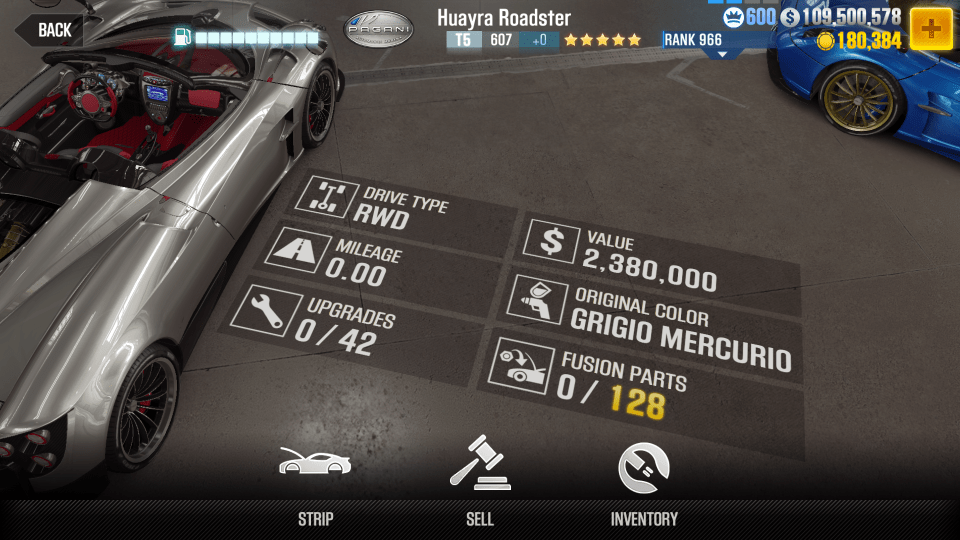 BACK
PAGANI
Huayra Roadster
T5 607 +0
RANK 966
600 $ 109,500,578
180,384
+
DRIVE TYPE
RWD
MILEAGE
0.00
UPGRADES
0 / 42
$
VALUE
2,380,000
ORIGINAL COLOR
GRIGIO MERCURIO
FUSION PARTS
0 / 128
STRIP
SELL
INVENTORY